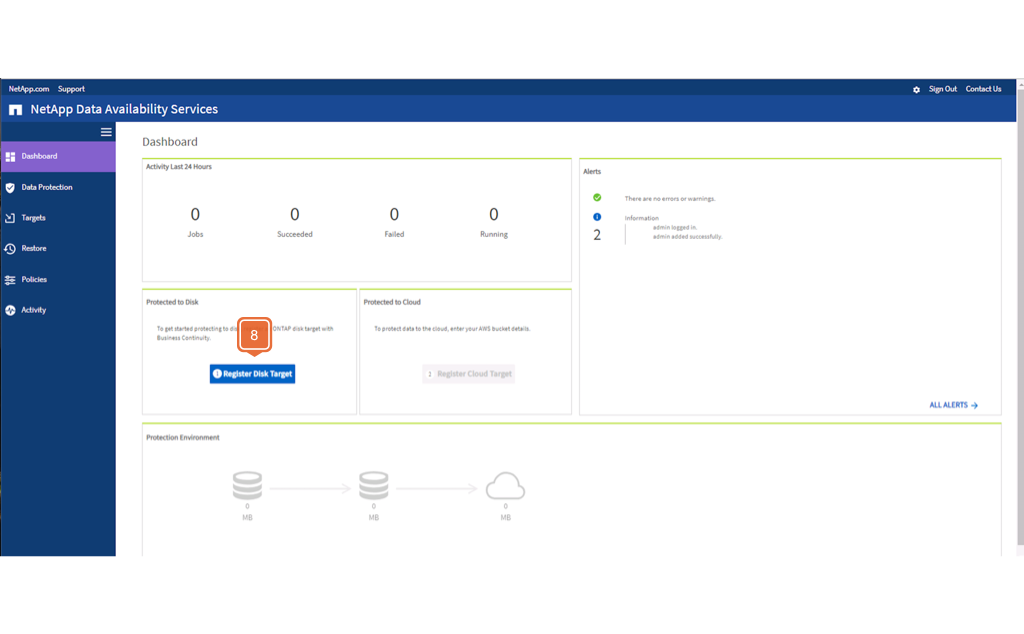 NetApp.com Support
Sign Out Contact Us
NetApp Data Availability Services
Dashboard
Data Protection
Targets
Restore
Policies
Activity
Dashboard
Activity Last 24 Hours
0 0 0 0
Jobs Succeeded Failed Running
Alerts
There are no errors or warnings.
Information
2
admin logged in.
admin added successfully.
ALL ALERTS
Protected to Disk
To get started protecting to ONTAP disk target with
Business Continuity.
8
1 Register Disk Target
Protected to Cloud
To protect data to the cloud, enter your AWS bucket details.
2 Register Cloud Target
Protection Environment
0 0 0
MB MB MB